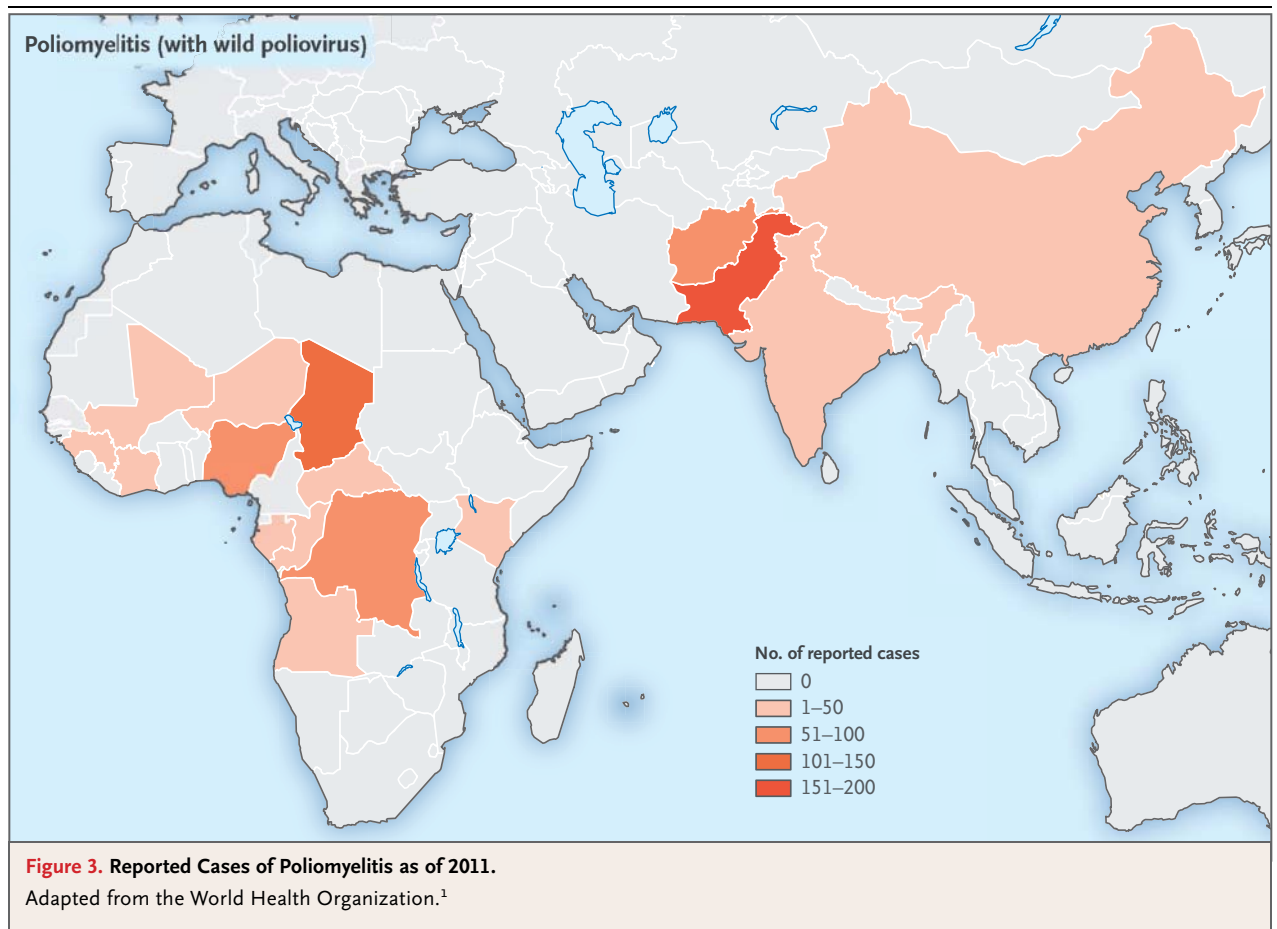 Poliomyelitis (with wild poliovirus)
No. of reported cases
0
1–50
51–100
101–150
151–200
Figure 3. Reported Cases of Poliomyelitis as of 2011.
Adapted from the World Health Organization.1